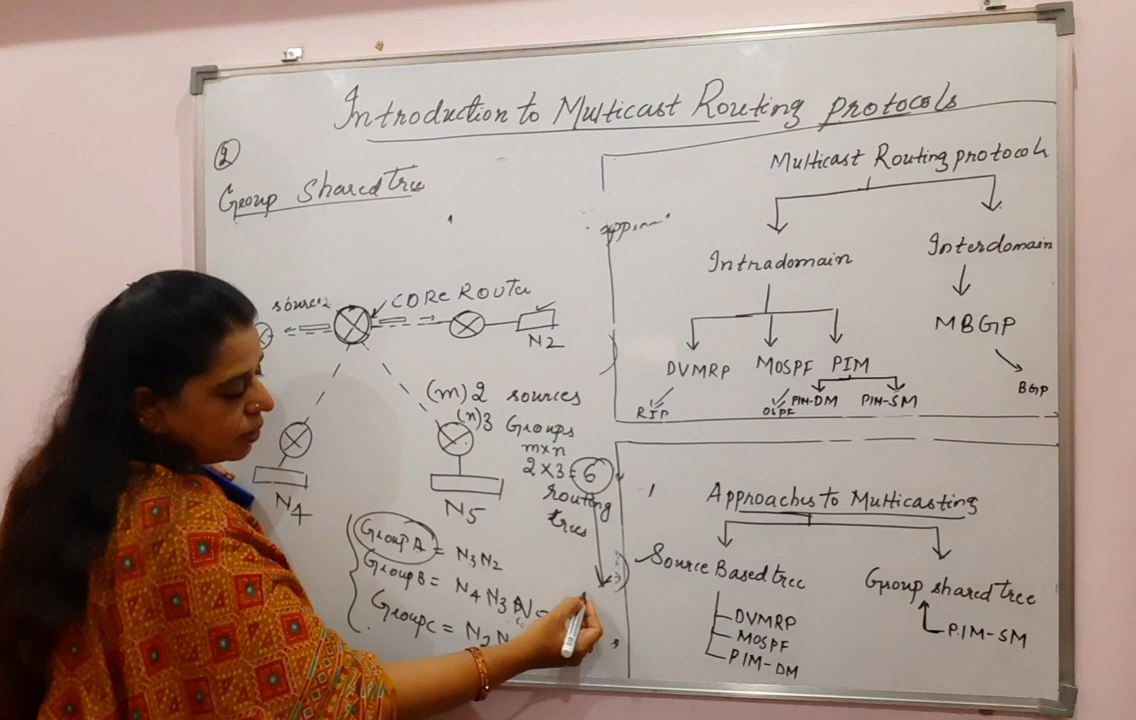 Introduction to Multicast Routing protocols
②
Group Shared Tree
source
CORE Router
N2
N4
N5
(m) 2 sources
(n) 3 Groups
m×n
2×3=6
routing
trees
Group A = N3 N2
Group B = N4 N3
Group C = N2
Multicast Routing protocols
Intradomain
Interdomain
MBGP
BGP
DVMRP MOSPF PIM
RIP OSPF PIM-DM PIM-SM
1
Approaches to Multicasting
Source Based tree
DVMRP
MOSPF
PIM-DM
Group shared tree
PIM-SM